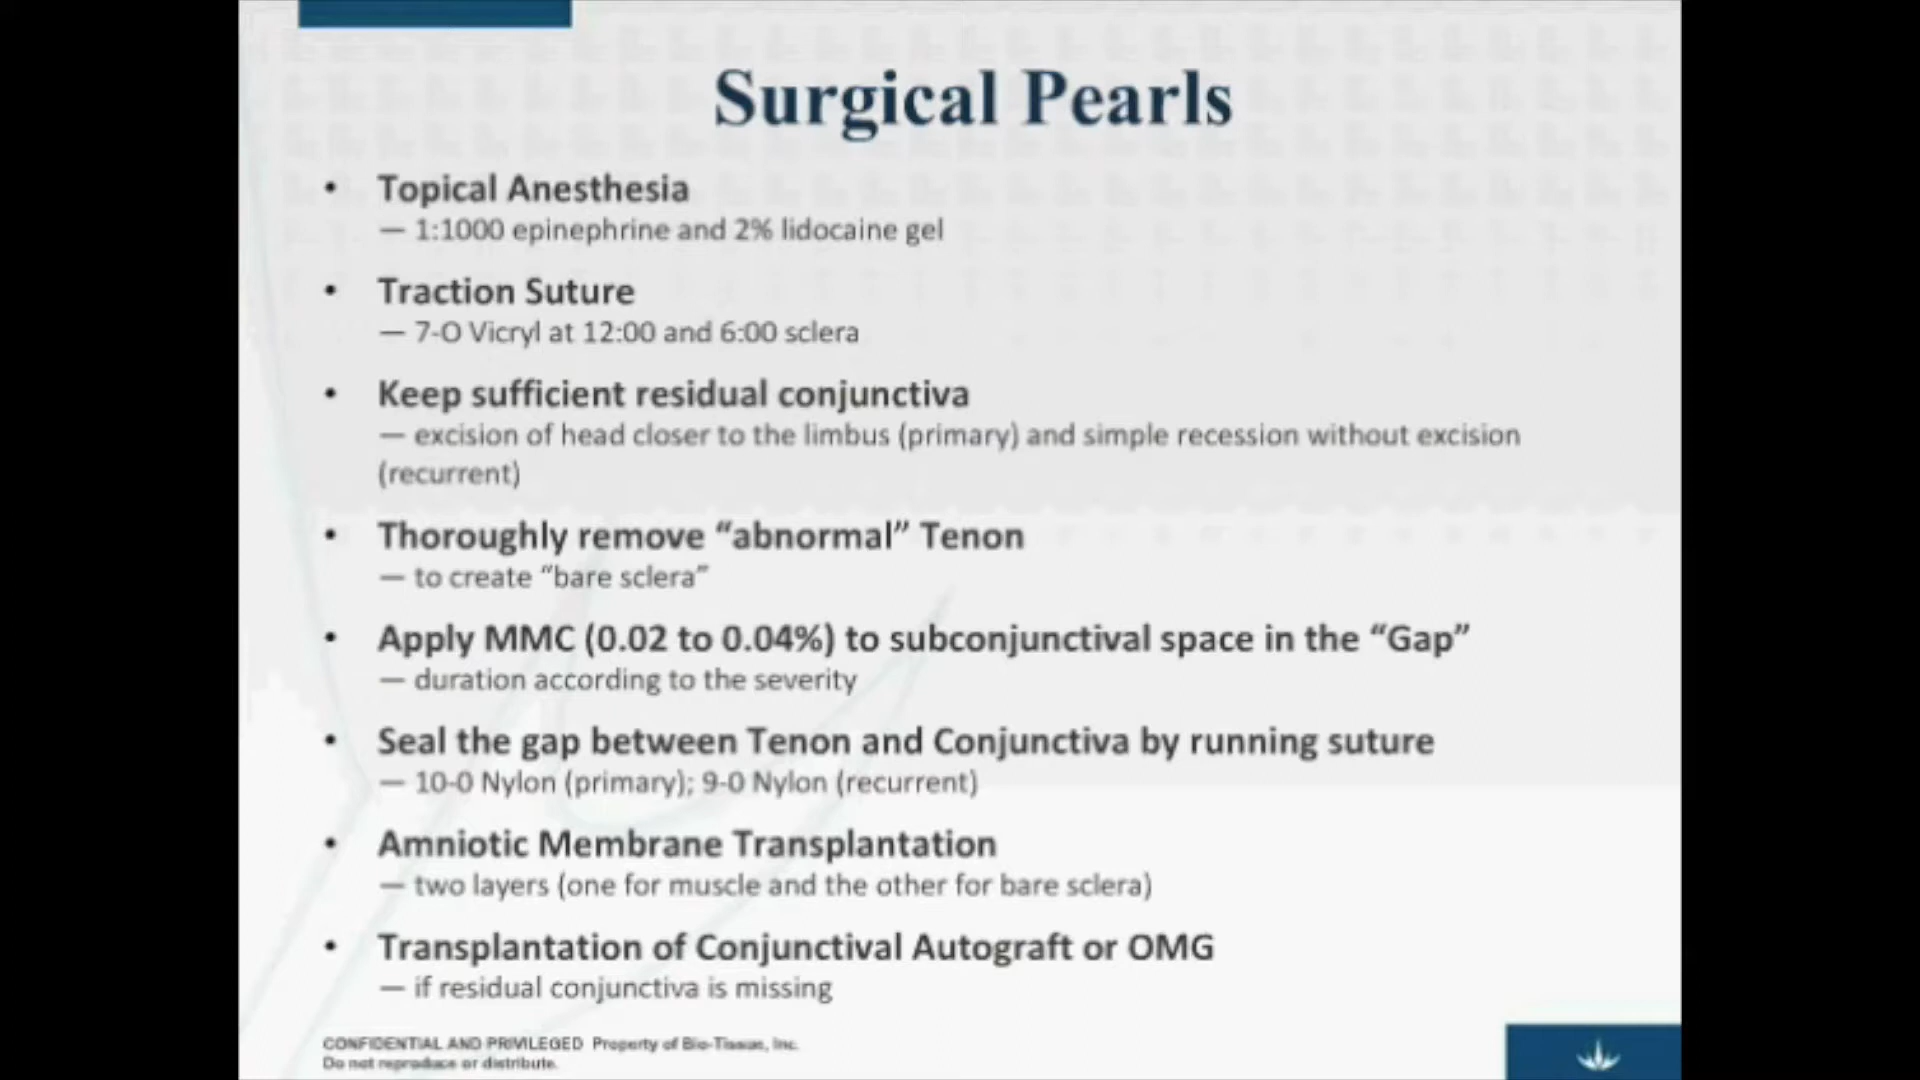 Surgical Pearls
• Topical Anesthesia
— 1:1000 epinephrine and 2% lidocaine gel
• Traction Suture
— 7-O Vicryl at 12:00 and 6:00 sclera
• Keep sufficient residual conjunctiva
— excision of head closer to the limbus (primary) and simple recession without excision
(recurrent)
• Thoroughly remove “abnormal” Tenon
— to create “bare sclera”
• Apply MMC (0.02 to 0.04%) to subconjunctival space in the “Gap”
— duration according to the severity
• Seal the gap between Tenon and Conjunctiva by running suture
— 10-0 Nylon (primary); 9-0 Nylon (recurrent)
• Amniotic Membrane Transplantation
— two layers (one for muscle and the other for bare sclera)
• Transplantation of Conjunctival Autograft or OMG
— if residual conjunctiva is missing
CONFIDENTIAL AND PRIVILEGED Property of Bio-Tissue, Inc.
Do not reproduce or distribute.